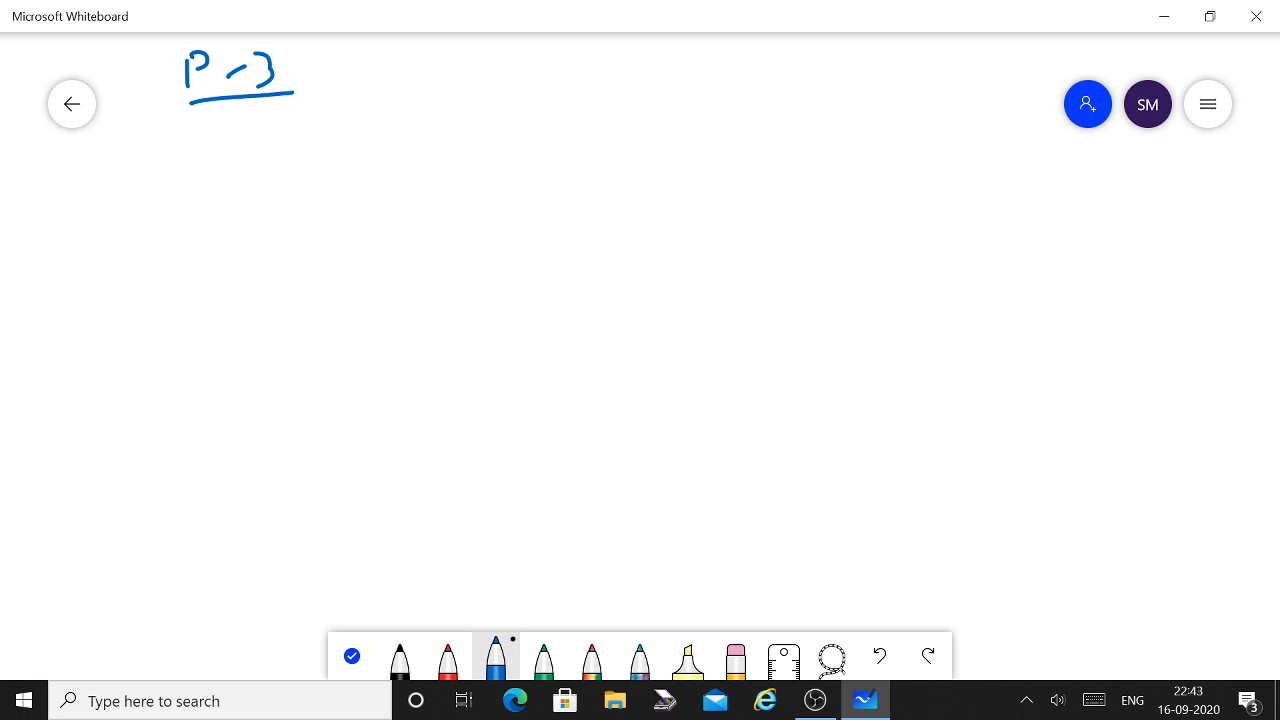 Microsoft Whiteboard
P-3
SM
Type here to search
ENG
22:43
16-09-2020
3